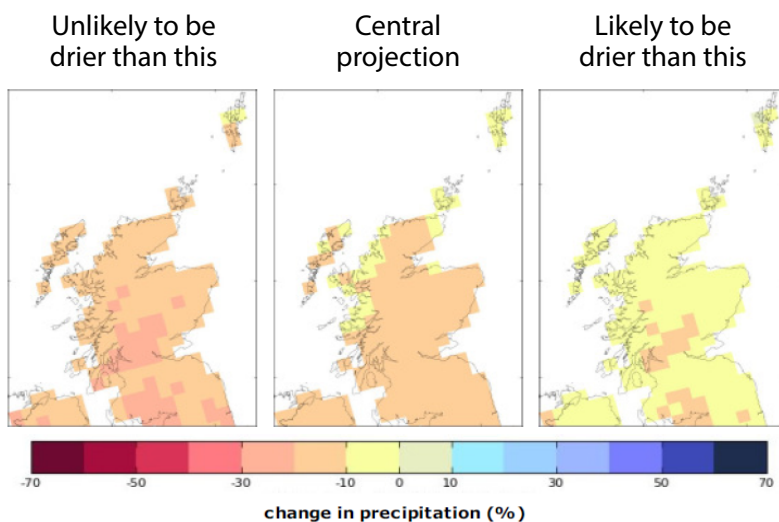 Unlikely to be
drier than this
Central
projection
Likely to be
drier than this
-70 -50 -30 -10 0 10 30 50 70
change in precipitation (%)